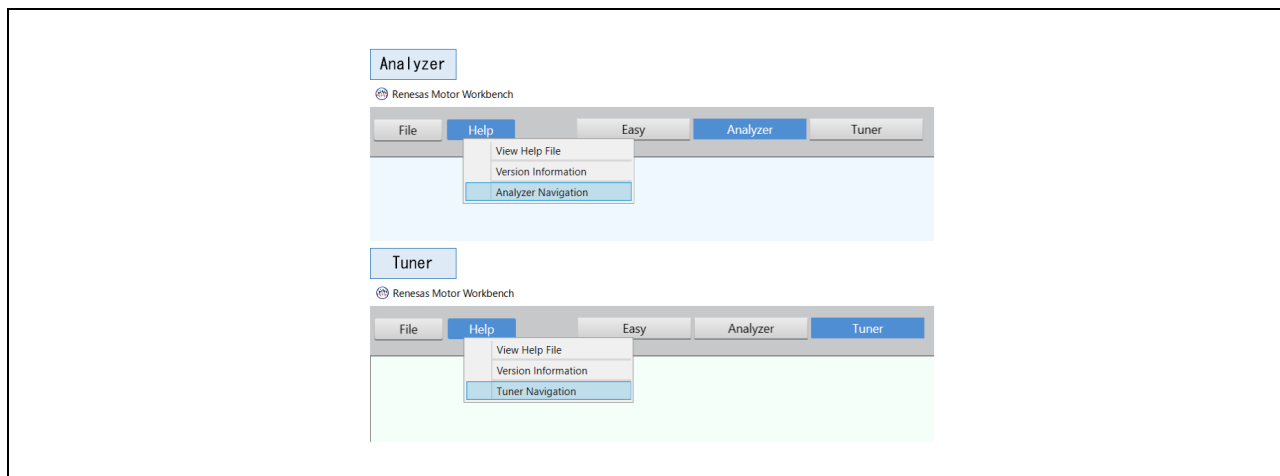 Analyzer
Renesas Motor Workbench
File Help Easy Analyzer Tuner
View Help File
Version Information
Analyzer Navigation
Tuner
Renesas Motor Workbench
File Help Easy Analyzer Tuner
View Help File
Version Information
Tuner Navigation